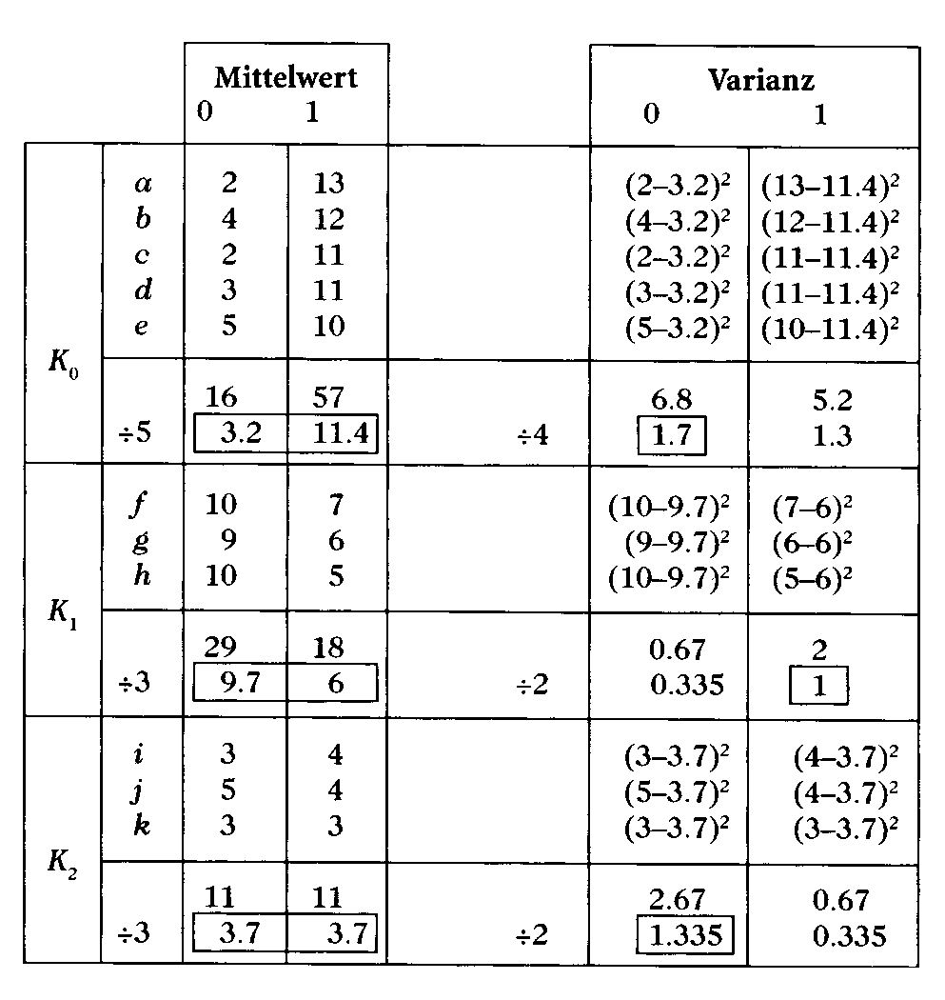 Mittelwert Varianz
0 1 0 1
a 2 13 (2–3.2)² (13–11.4)²
b 4 12 (4–3.2)² (12–11.4)²
c 2 11 (2–3.2)² (11–11.4)²
d 3 11 (3–3.2)² (11–11.4)²
e 5 10 (5–3.2)² (10–11.4)²
K₀
16 57 6.8 5.2
÷5 3.2 11.4 ÷4 1.7 1.3
f 10 7 (10–9.7)² (7–6)²
g 9 6 (9–9.7)² (6–6)²
h 10 5 (10–9.7)² (5–6)²
K₁
29 18 0.67 2
÷3 9.7 6 ÷2 0.335 1
i 3 4 (3–3.7)² (4–3.7)²
j 5 4 (5–3.7)² (4–3.7)²
k 3 3 (3–3.7)² (3–3.7)²
K₂
11 11 2.67 0.67
÷3 3.7 3.7 ÷2 1.335 0.335